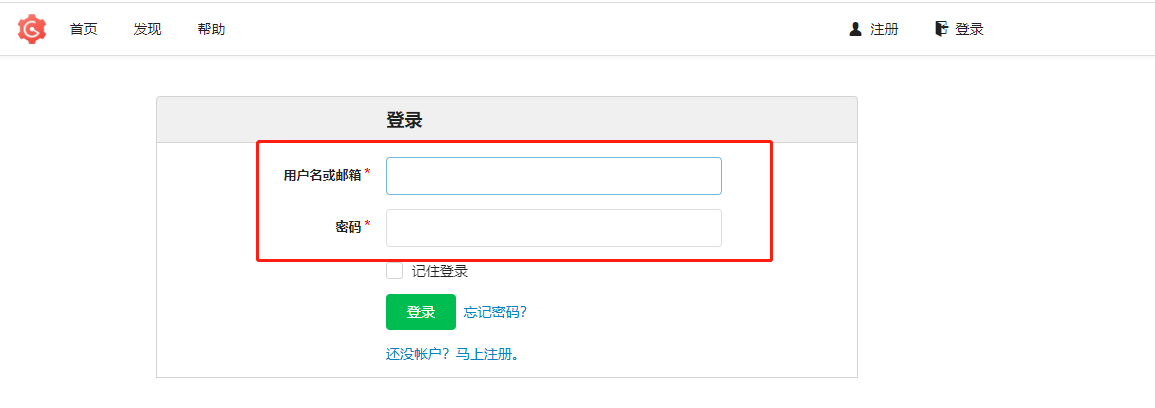 首页 发现 帮助 注册 登录
登录
用户名或邮箱*
密码*
记住登录
登录 忘记密码?
还没帐户? 马上注册。